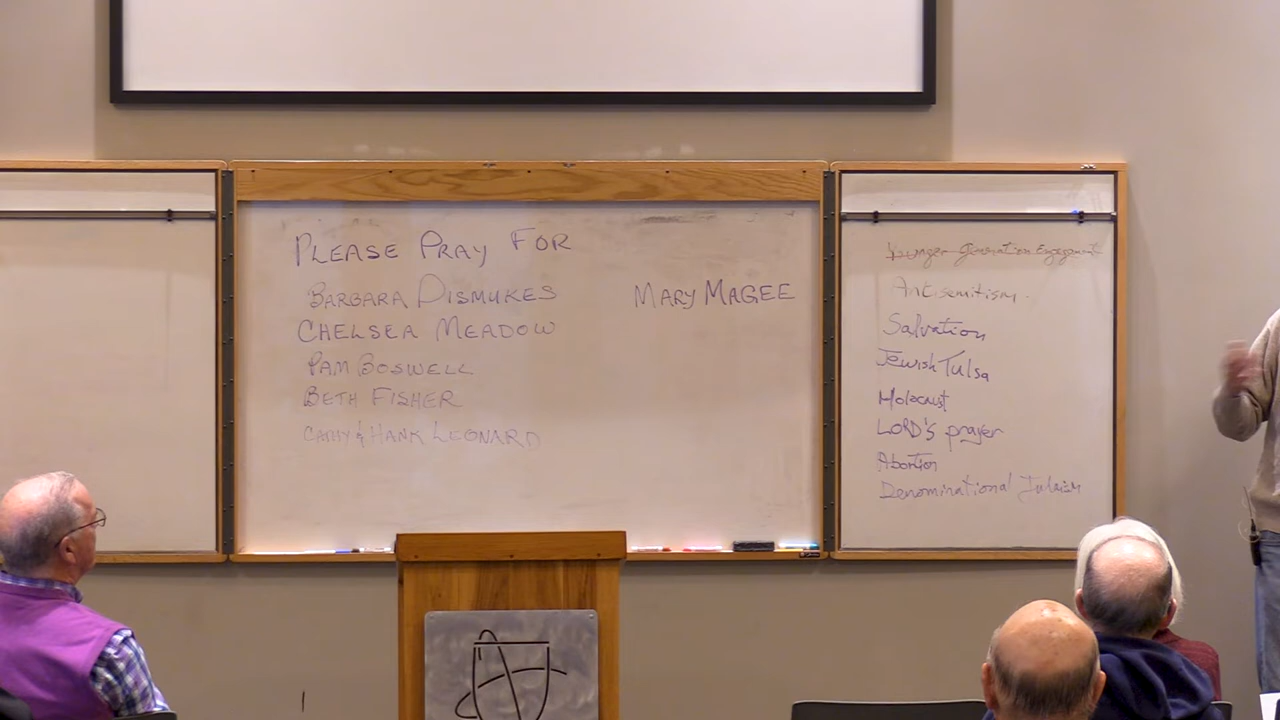 PLEASE PRAY FOR
BARBARA DISMUKES
CHELSEA MEADOW
PAM BOSWELL
BETH FISHER
CATHY & HANK LEONARD
MARY MAGEE
Younger Generation Engagement
Antisemitism.
Salvation
Jewish Tulsa
Holocaust
LORD'S prayer
Abortion
Denominational Judaism